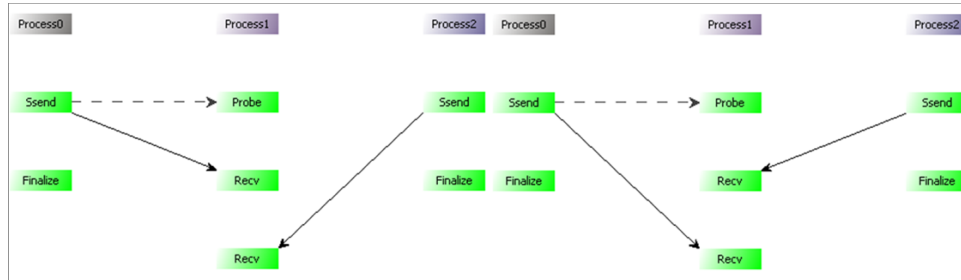 Process0 Process1 Process2 Process0 Process1 Process2
Ssend Probe Ssend Ssend Probe Ssend
Finalize Recv Finalize Finalize Recv Finalize
Recv Recv